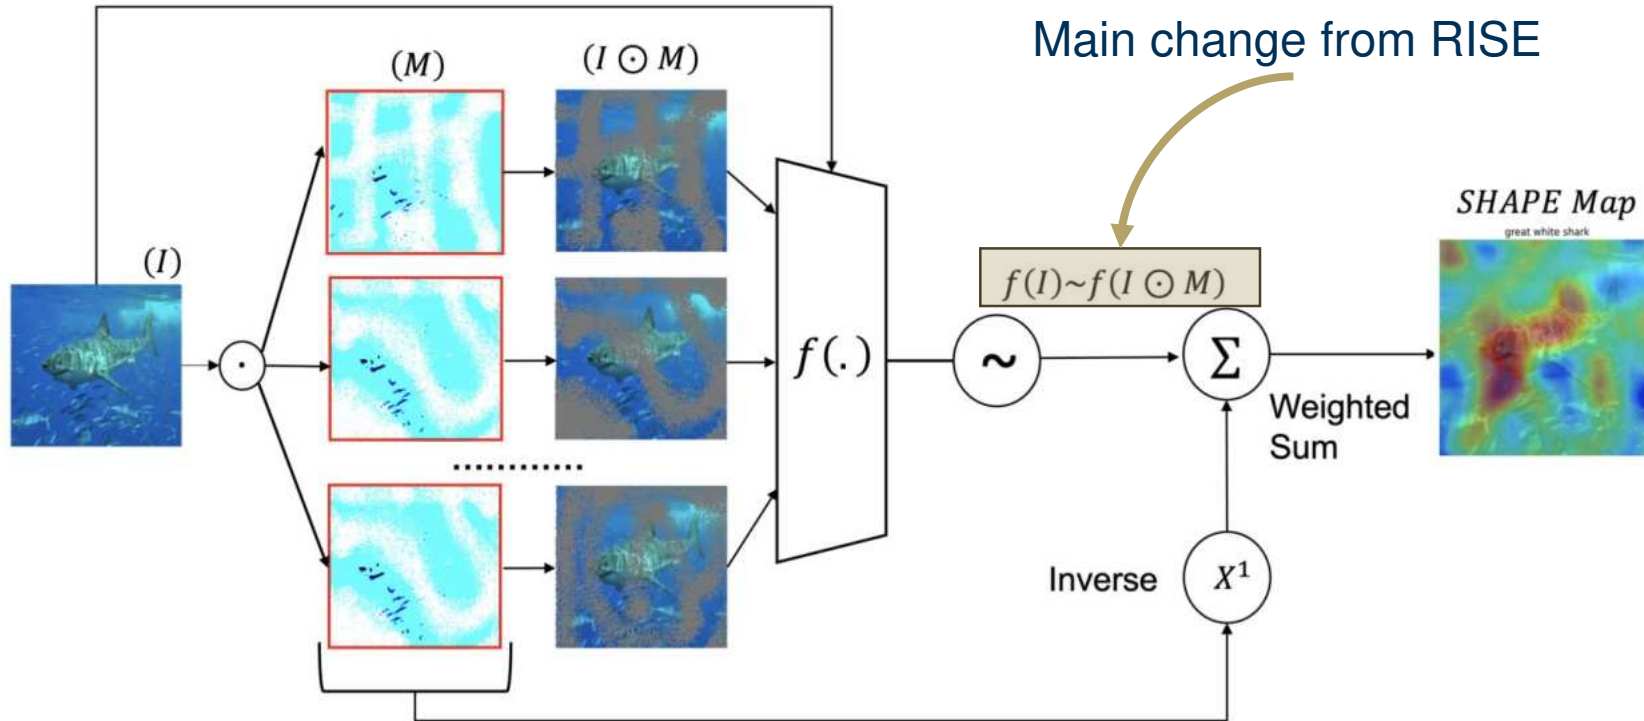 Main change from RISE
(M)
(I ⊙ M)
(I)
·
f(.)
f(I)~f(I ⊙ M)
~
Σ
Weighted
Sum
Inverse
X¹
SHAPE Map
great white shark